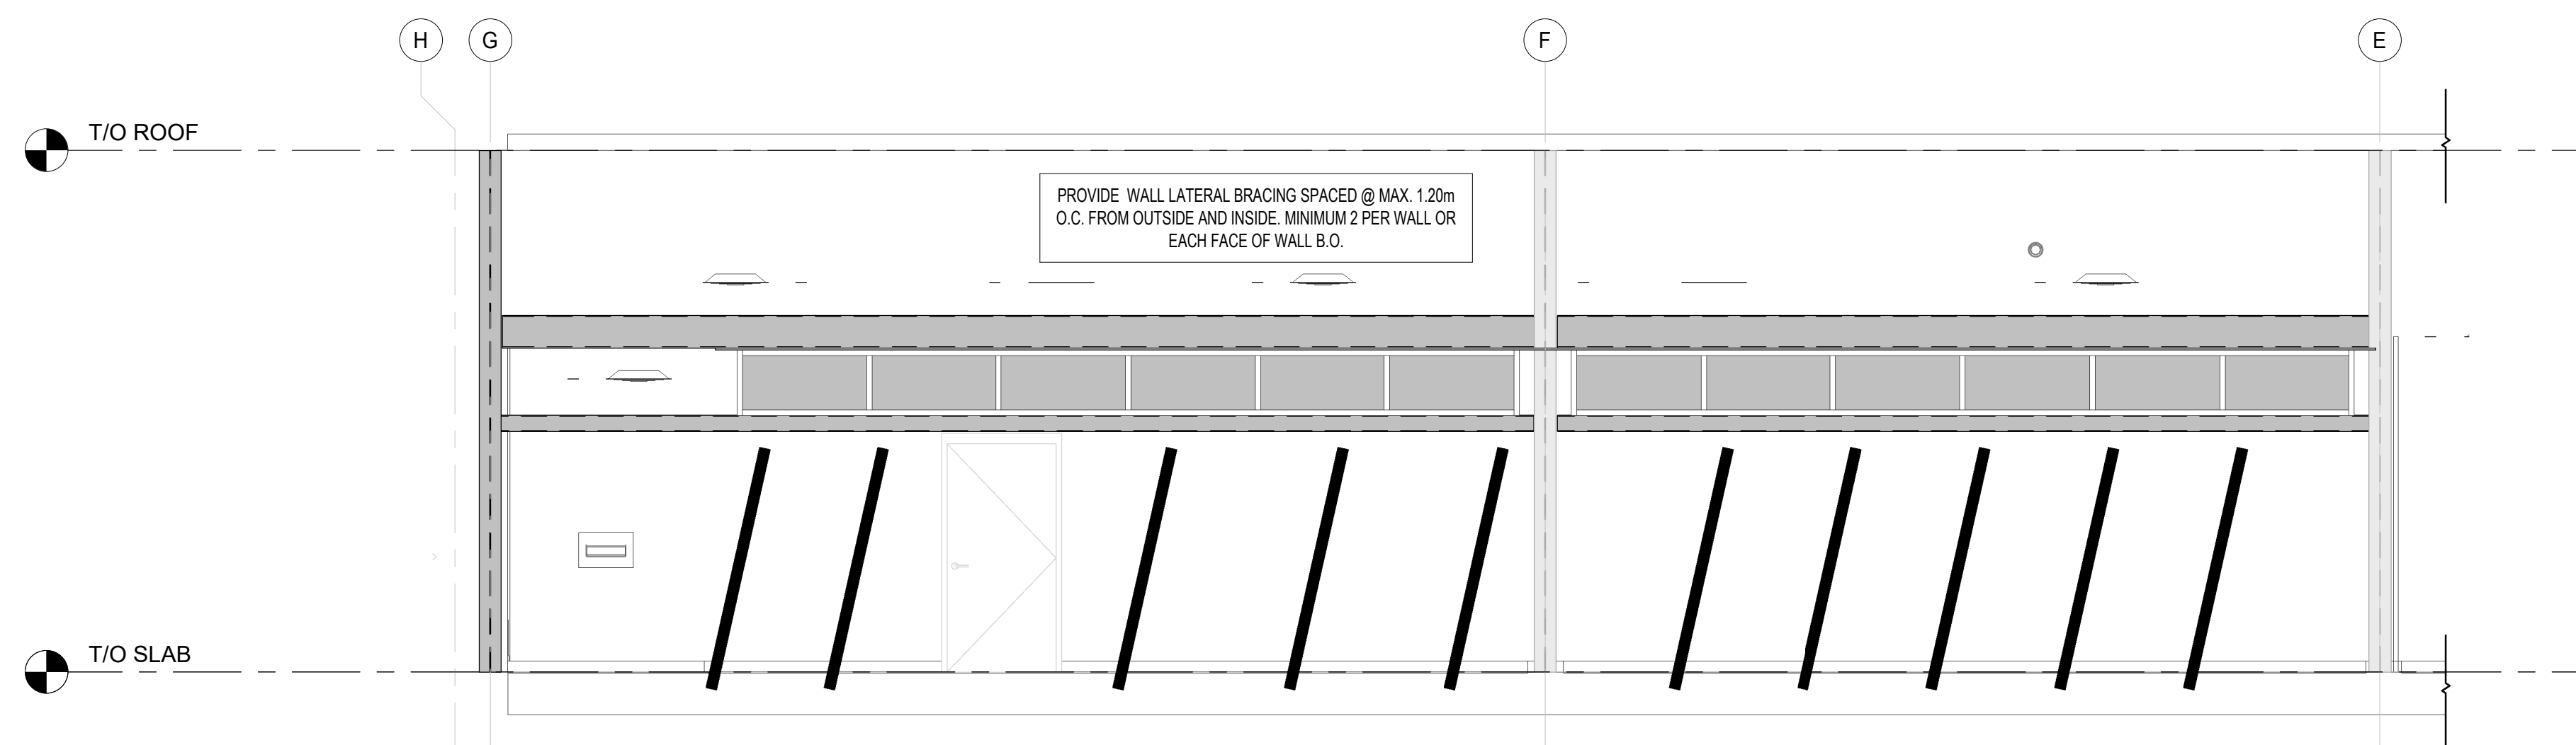 H
G
F
E
T/O ROOF
PROVIDE WALL LATERAL BRACING SPACED @ MAX. 1.20m
O.C. FROM OUTSIDE AND INSIDE. MINIMUM 2 PER WALL OR
EACH FACE OF WALL B.O.
T/O SLAB